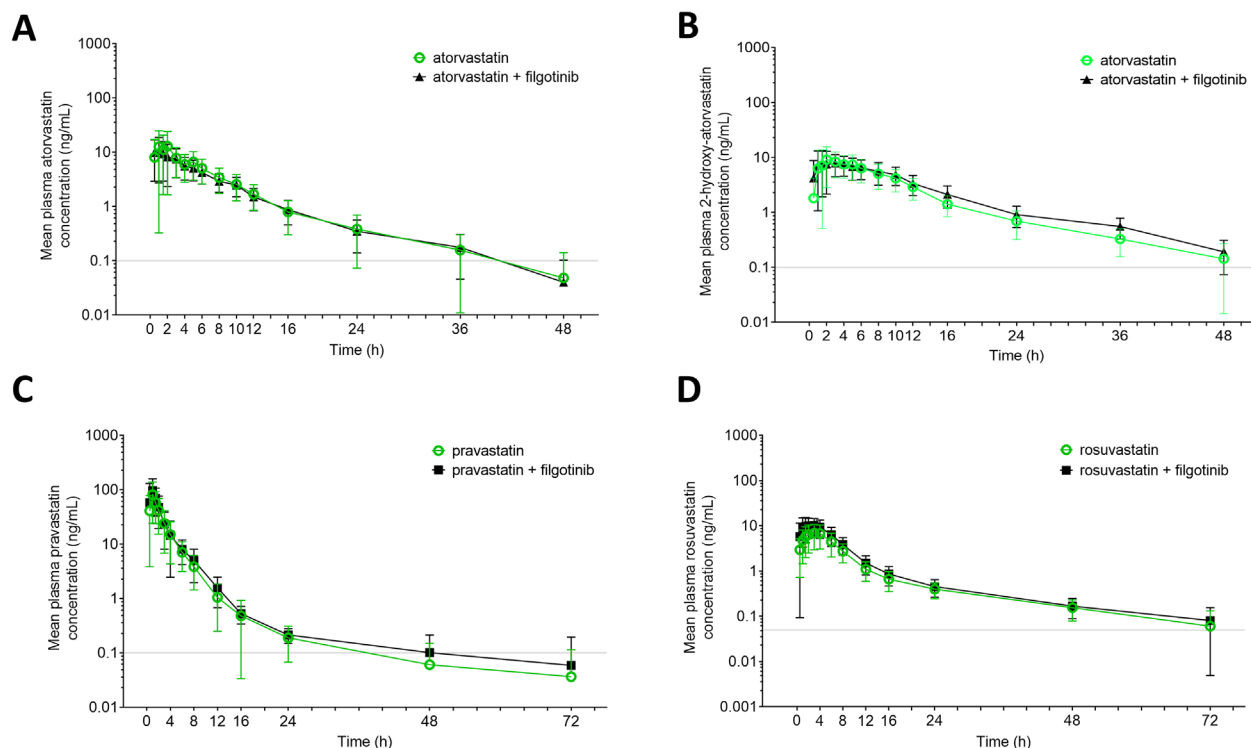 A
Mean plasma atorvastatin
concentration (ng/mL)
1000
100
10
1
0.1
0.01
atorvastatin
atorvastatin + filgotinib
0 2 4 6 8 10 12 16 24 36 48
Time (h)
B
Mean plasma 2-hydroxy-atorvastatin
concentration (ng/mL)
1000
100
10
1
0.1
0.01
atorvastatin
atorvastatin + filgotinib
0 2 4 6 8 10 12 16 24 36 48
Time (h)
C
Mean plasma pravastatin
concentration (ng/mL)
1000
100
10
1
0.1
0.01
pravastatin
pravastatin + filgotinib
0 4 8 12 16 24 48 72
Time (h)
D
Mean plasma rosuvastatin
concentration (ng/mL)
1000
100
10
1
0.1
0.01
0.001
rosuvastatin
rosuvastatin + filgotinib
0 4 8 12 16 24 48 72
Time (h)